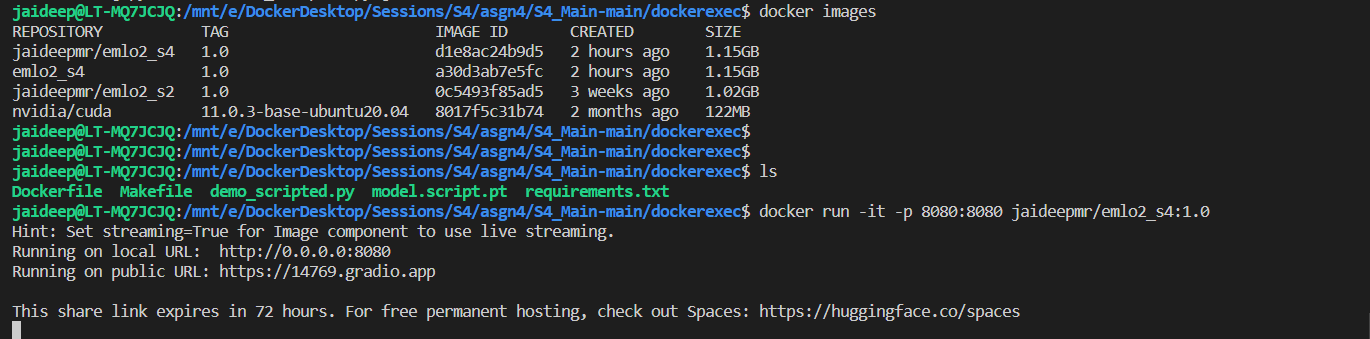 jaideep@LT-MQ7JCJQ:/mnt/e/DockerDesktop/Sessions/S4/asgn4/S4_Main-main/dockerexec$ docker images
REPOSITORY          TAG                       IMAGE ID       CREATED        SIZE
jaideepmr/emlo2_s4   1.0                       d1e8ac24b9d5   2 hours ago    1.15GB
emlo2_s4             1.0                       a30d3ab7e5fc   2 hours ago    1.15GB
jaideepmr/emlo2_s2   1.0                       0c5493f85ad5   3 weeks ago    1.02GB
nvidia/cuda          11.0.3-base-ubuntu20.04   8017f5c31b74   2 months ago   122MB
jaideep@LT-MQ7JCJQ:/mnt/e/DockerDesktop/Sessions/S4/asgn4/S4_Main-main/dockerexec$
jaideep@LT-MQ7JCJQ:/mnt/e/DockerDesktop/Sessions/S4/asgn4/S4_Main-main/dockerexec$
jaideep@LT-MQ7JCJQ:/mnt/e/DockerDesktop/Sessions/S4/asgn4/S4_Main-main/dockerexec$ ls
Dockerfile  Makefile  demo_scripted.py  model.script.pt  requirements.txt
jaideep@LT-MQ7JCJQ:/mnt/e/DockerDesktop/Sessions/S4/asgn4/S4_Main-main/dockerexec$ docker run -it -p 8080:8080 jaideepmr/emlo2_s4:1.0
Hint: Set streaming=True for Image component to use live streaming.
Running on local URL:  http://0.0.0.0:8080
Running on public URL: https://14769.gradio.app
This share link expires in 72 hours. For free permanent hosting, check out Spaces: https://huggingface.co/spaces